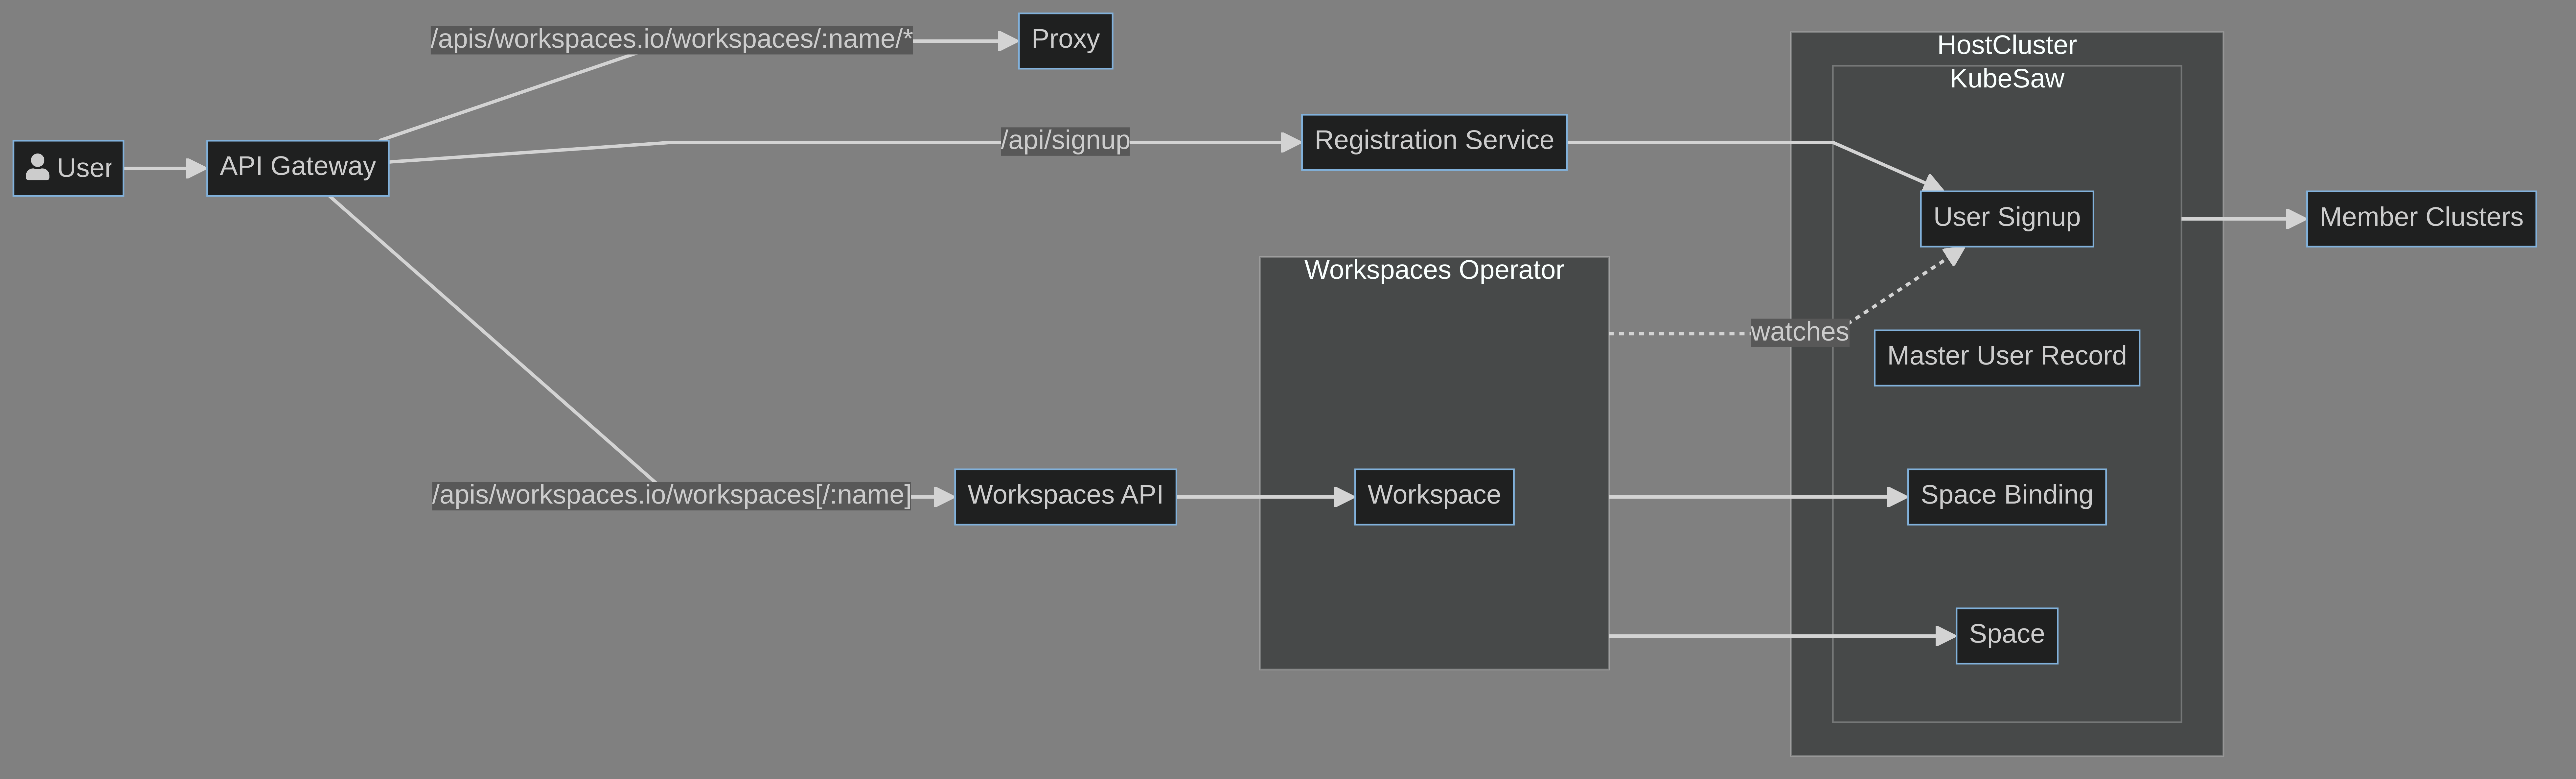 /apis/workspaces.io/workspaces/:name/*
Proxy
HostCluster
KubeSaw
User
API Gateway
/api/signup
Registration Service
User Signup
Member Clusters
Workspaces Operator
watches
Master User Record
/apis/workspaces.io/workspaces[/:name]
Workspaces API
Workspace
Space Binding
Space